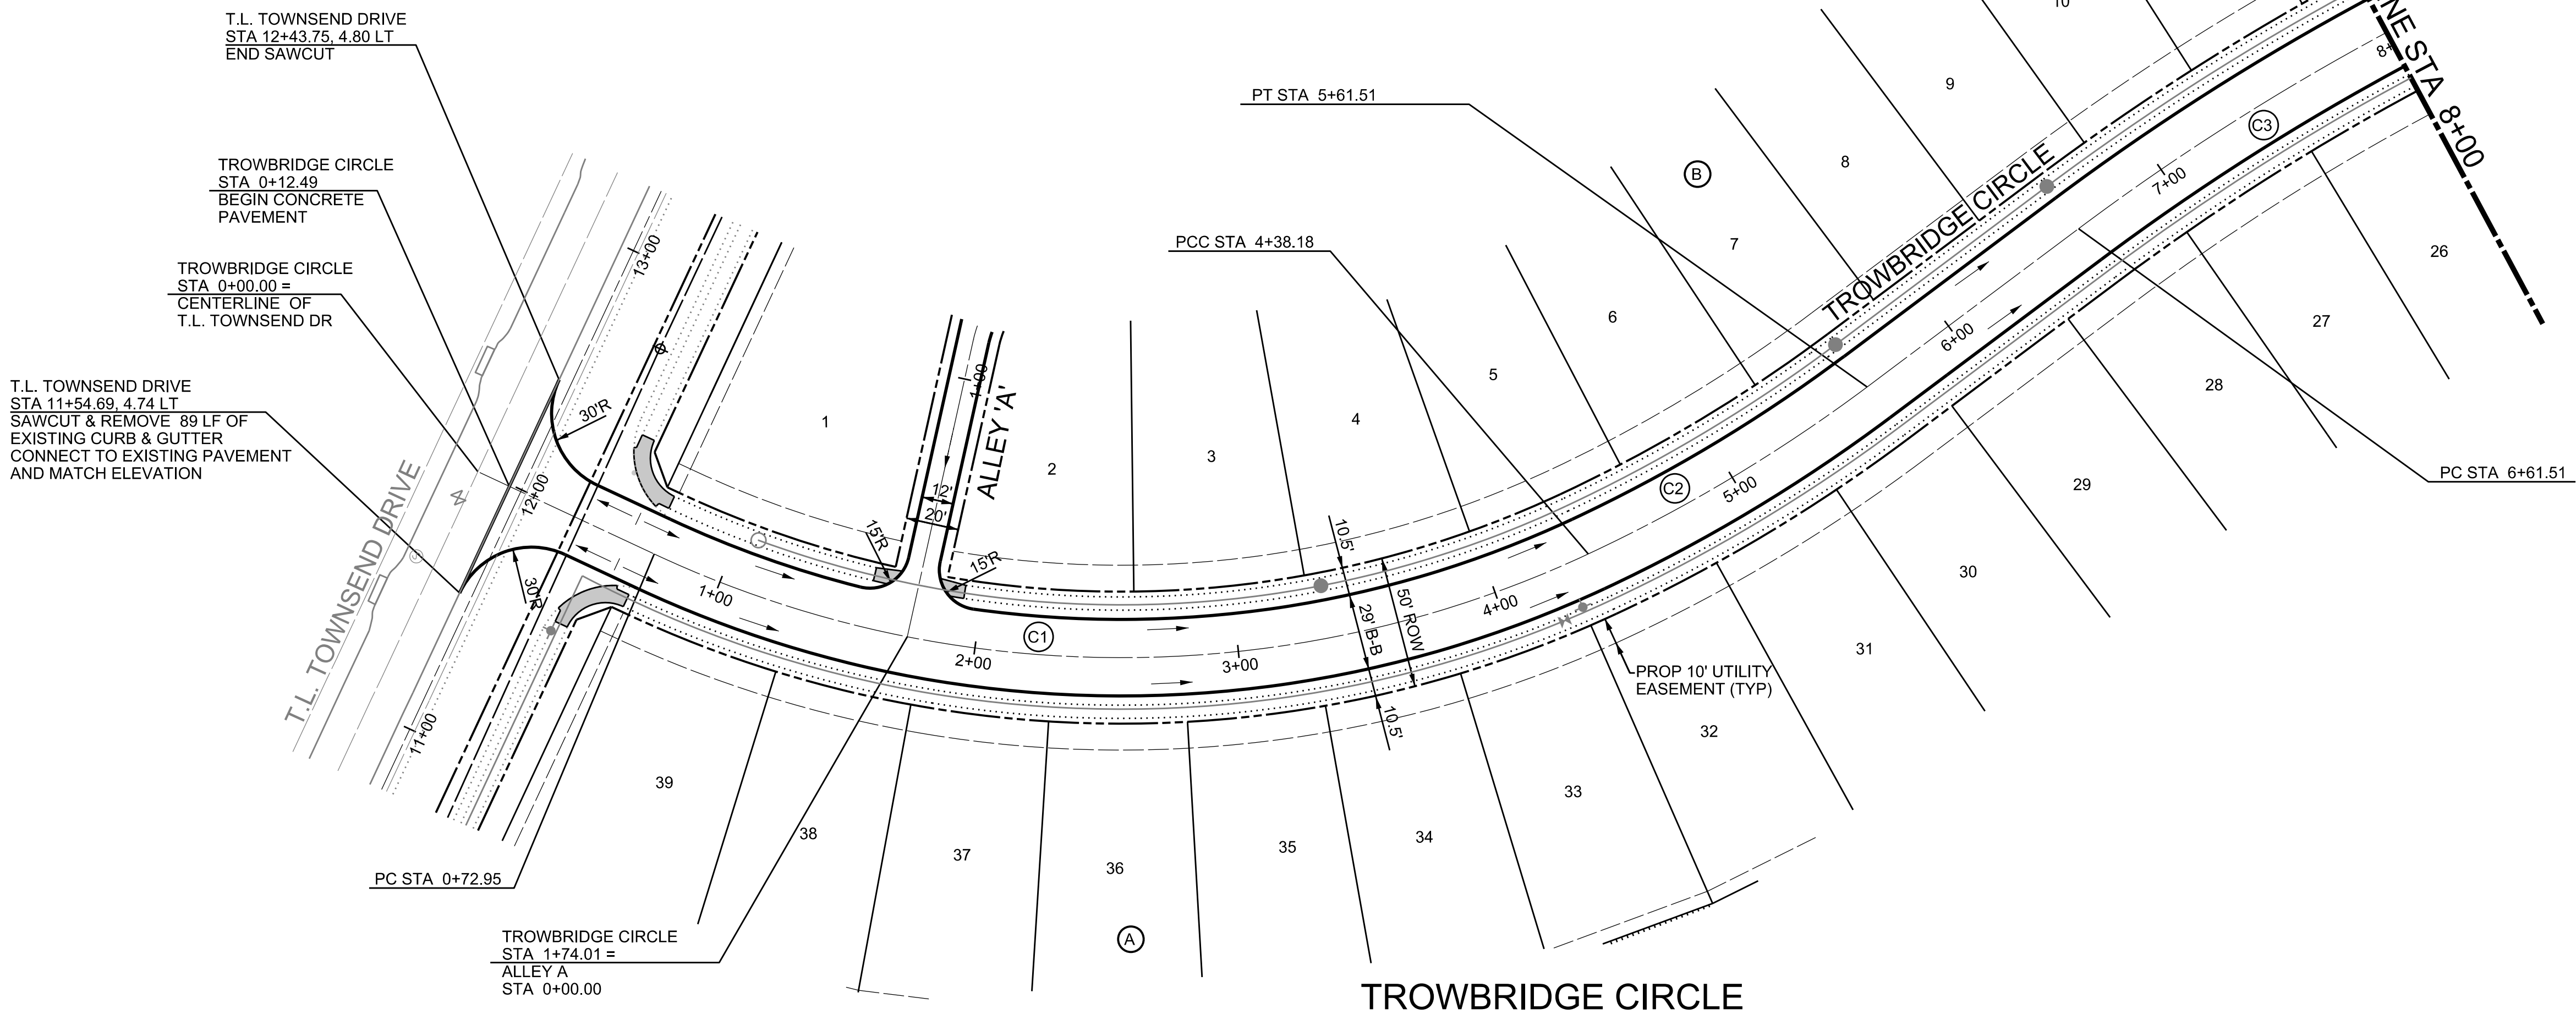 T.L. TOWNSEND DRIVE
STA 12+43.75, 4.80 LT
END SAWCUT
TROWBRIDGE CIRCLE
STA 0+12.49
BEGIN CONCRETE
PAVEMENT
TROWBRIDGE CIRCLE
STA 0+00.00 =
CENTERLINE OF
T.L. TOWNSEND DR
T.L. TOWNSEND DRIVE
STA 11+54.69, 4.74 LT
SAWCUT & REMOVE 89 LF OF
EXISTING CURB & GUTTER
CONNECT TO EXISTING PAVEMENT
AND MATCH ELEVATION
T.L. TOWNSEND DRIVE
11+00
12+00
13+00
30'R
30'R
PC STA 0+72.95
TROWBRIDGE CIRCLE
STA 1+74.01 =
ALLEY A
STA 0+00.00
1
1+00
ALLEY 'A'
12'
20'
15'R
15'R
2
3
4
5
6
7
8
9
10
B
PT STA 5+61.51
PCC STA 4+38.18
PC STA 6+61.51
TROWBRIDGE CIRCLE
1+00
2+00
C1
3+00
4+00
C2
5+00
6+00
7+00
C3
8+
NE STA 8+00
10.5'
29' B-B
50' ROW
10.5'
PROP 10' UTILITY
EASEMENT (TYP)
26
27
28
29
30
31
32
33
34
35
36
37
38
39
A
TROWBRIDGE CIRCLE